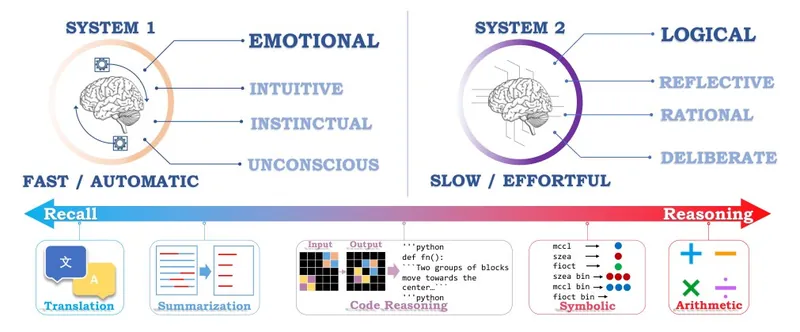 SYSTEM 1
EMOTIONAL
INTUITIVE
INSTINCTUAL
UNCONSCIOUS
FAST / AUTOMATIC
SYSTEM 2
LOGICAL
REFLECTIVE
RATIONAL
DELIBERATE
SLOW / EFFORTFUL
Recall
Reasoning
文
A
Translation
Summarization
Input
Output
```python
def fn():
```Two groups of blocks
move towards the
center…```
```python
Code Reasoning
mccl
szea
fioct
szea bin
mccl bin
fioct bin
Symbolic
+ −
× ÷
Arithmetic